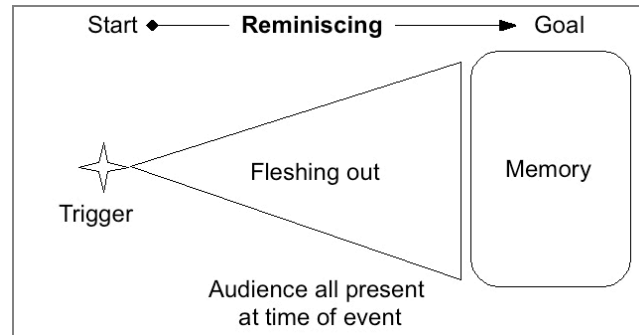 Start Reminiscing Goal
Fleshing out
Memory
Trigger
Audience all present
at time of event